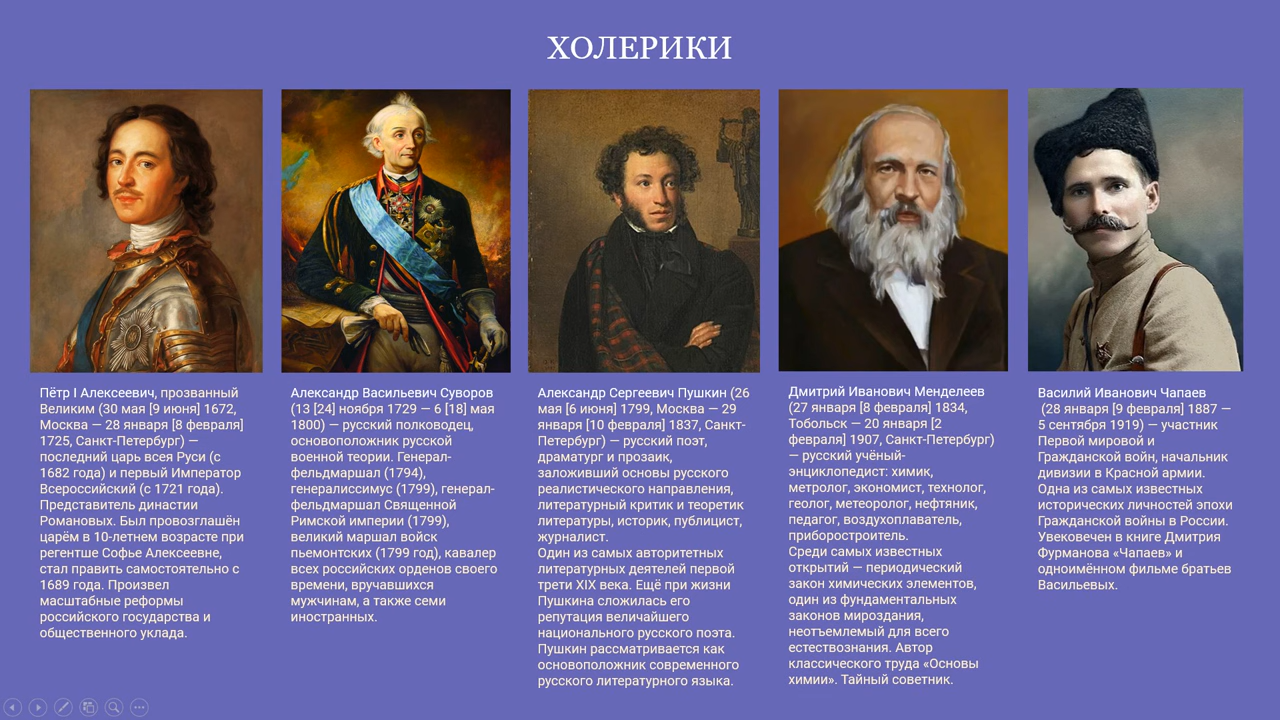 ХОЛЕРИКИ
Пётр I Алексеевич, прозванный
Великим (30 мая [9 июня] 1672,
Москва — 28 января [8 февраля]
1725, Санкт-Петербург) —
последний царь всея Руси (с
1682 года) и первый Император
Всероссийский (с 1721 года).
Представитель династии
Романовых. Был провозглашён
царём в 10-летнем возрасте при
регентше Софье Алексеевне,
стал править самостоятельно с
1689 года. Произвел
масштабные реформы
российского государства и
общественного уклада.
Александр Васильевич Суворов
(13 [24] ноября 1729 — 6 [18] мая
1800) — русский полководец,
основоположник русской
военной теории. Генерал-
фельдмаршал (1794),
генералиссимус (1799), генерал-
фельдмаршал Священной
Римской империи (1799),
великий маршал войск
пьемонтских (1799 год), кавалер
всех российских орденов своего
времени, вручавшихся
мужчинам, а также семи
иностранных.
Александр Сергеевич Пушкин (26
мая [6 июня] 1799, Москва — 29
января [10 февраля] 1837, Санкт-
Петербург) — русский поэт,
драматург и прозаик,
заложивший основы русского
реалистического направления,
литературный критик и теоретик
литературы, историк, публицист,
журналист.
Один из самых авторитетных
литературных деятелей первой
трети XIX века. Ещё при жизни
Пушкина сложилась его
репутация величайшего
национального русского поэта.
Пушкин рассматривается как
основоположник современного
русского литературного языка.
Дмитрий Иванович Менделеев
(27 января [8 февраля] 1834,
Тобольск — 20 января [2
февраля] 1907, Санкт-Петербург)
— русский учёный-
энциклопедист: химик,
метролог, экономист, технолог,
геолог, метеоролог, нефтяник,
педагог, воздухоплаватель,
приборостроитель.
Среди самых известных
открытий — периодический
закон химических элементов,
один из фундаментальных
законов мироздания,
неотъемлемый для всего
естествознания. Автор
классического труда «Основы
химии». Тайный советник.
Василий Иванович Чапаев
(28 января [9 февраля] 1887 —
5 сентября 1919) — участник
Первой мировой и
Гражданской войн, начальник
дивизии в Красной армии.
Одна из самых известных
исторических личностей эпохи
Гражданской войны в России.
Увековечен в книге Дмитрия
Фурманова «Чапаев» и
одноимённом фильме братьев
Васильевых.